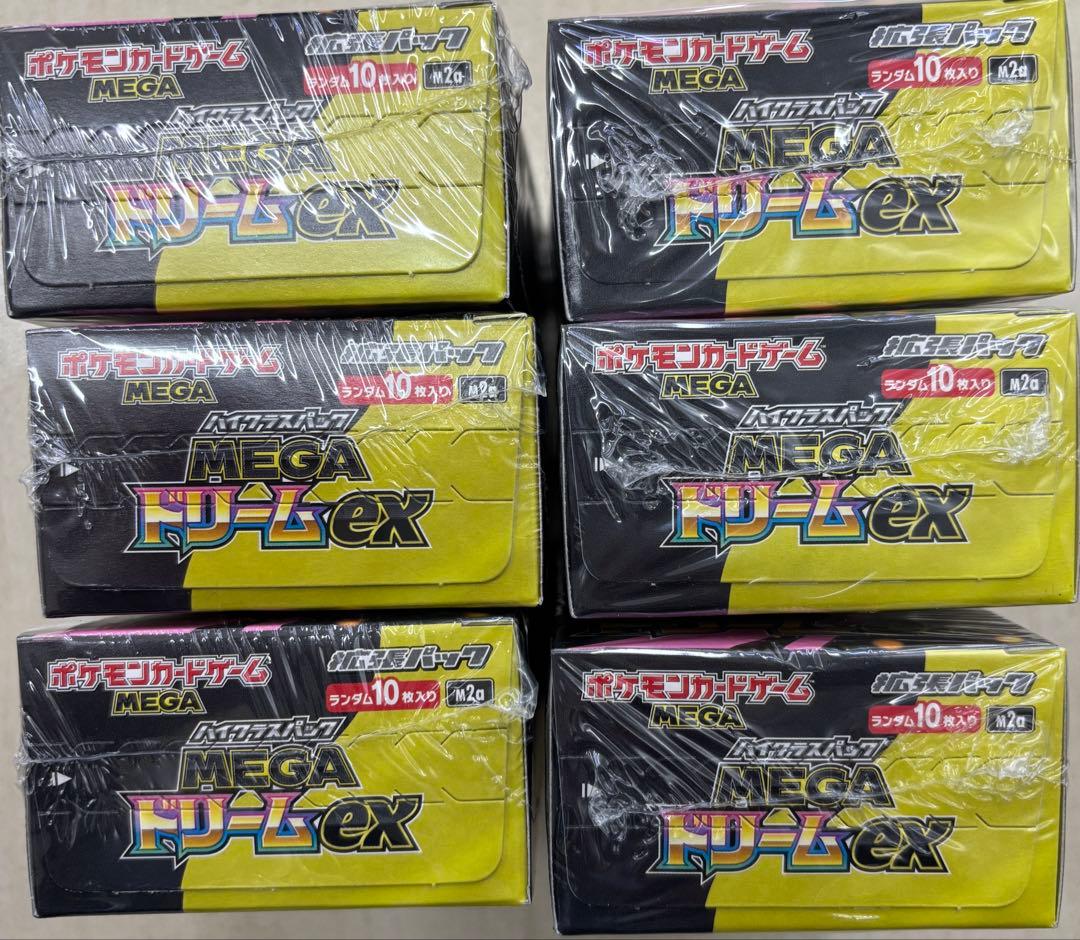 ポケモンカードゲーム
MEGA
拡張パック
ランダム10枚入り M2a
ハイクラスパック
MEGA
ドリームex
ポケモンカードゲーム
MEGA
拡張パック
ランダム10枚入り M2a
ハイクラスパック
MEGA
ドリームex
ポケモンカードゲーム
MEGA
拡張パック
ランダム10枚入り M2a
ハイクラスパック
MEGA
ドリームex
ポケモンカードゲーム
MEGA
拡張パック
ランダム10枚入り M2a
ハイクラスパック
MEGA
ドリームex
ポケモンカードゲーム
MEGA
拡張パック
ランダム10枚入り M2a
ハイクラスパック
MEGA
ドリームex
ポケモンカードゲーム
MEGA
拡張パック
ランダム10枚入り M2a
ハイクラスパック
MEGA
ドリームex